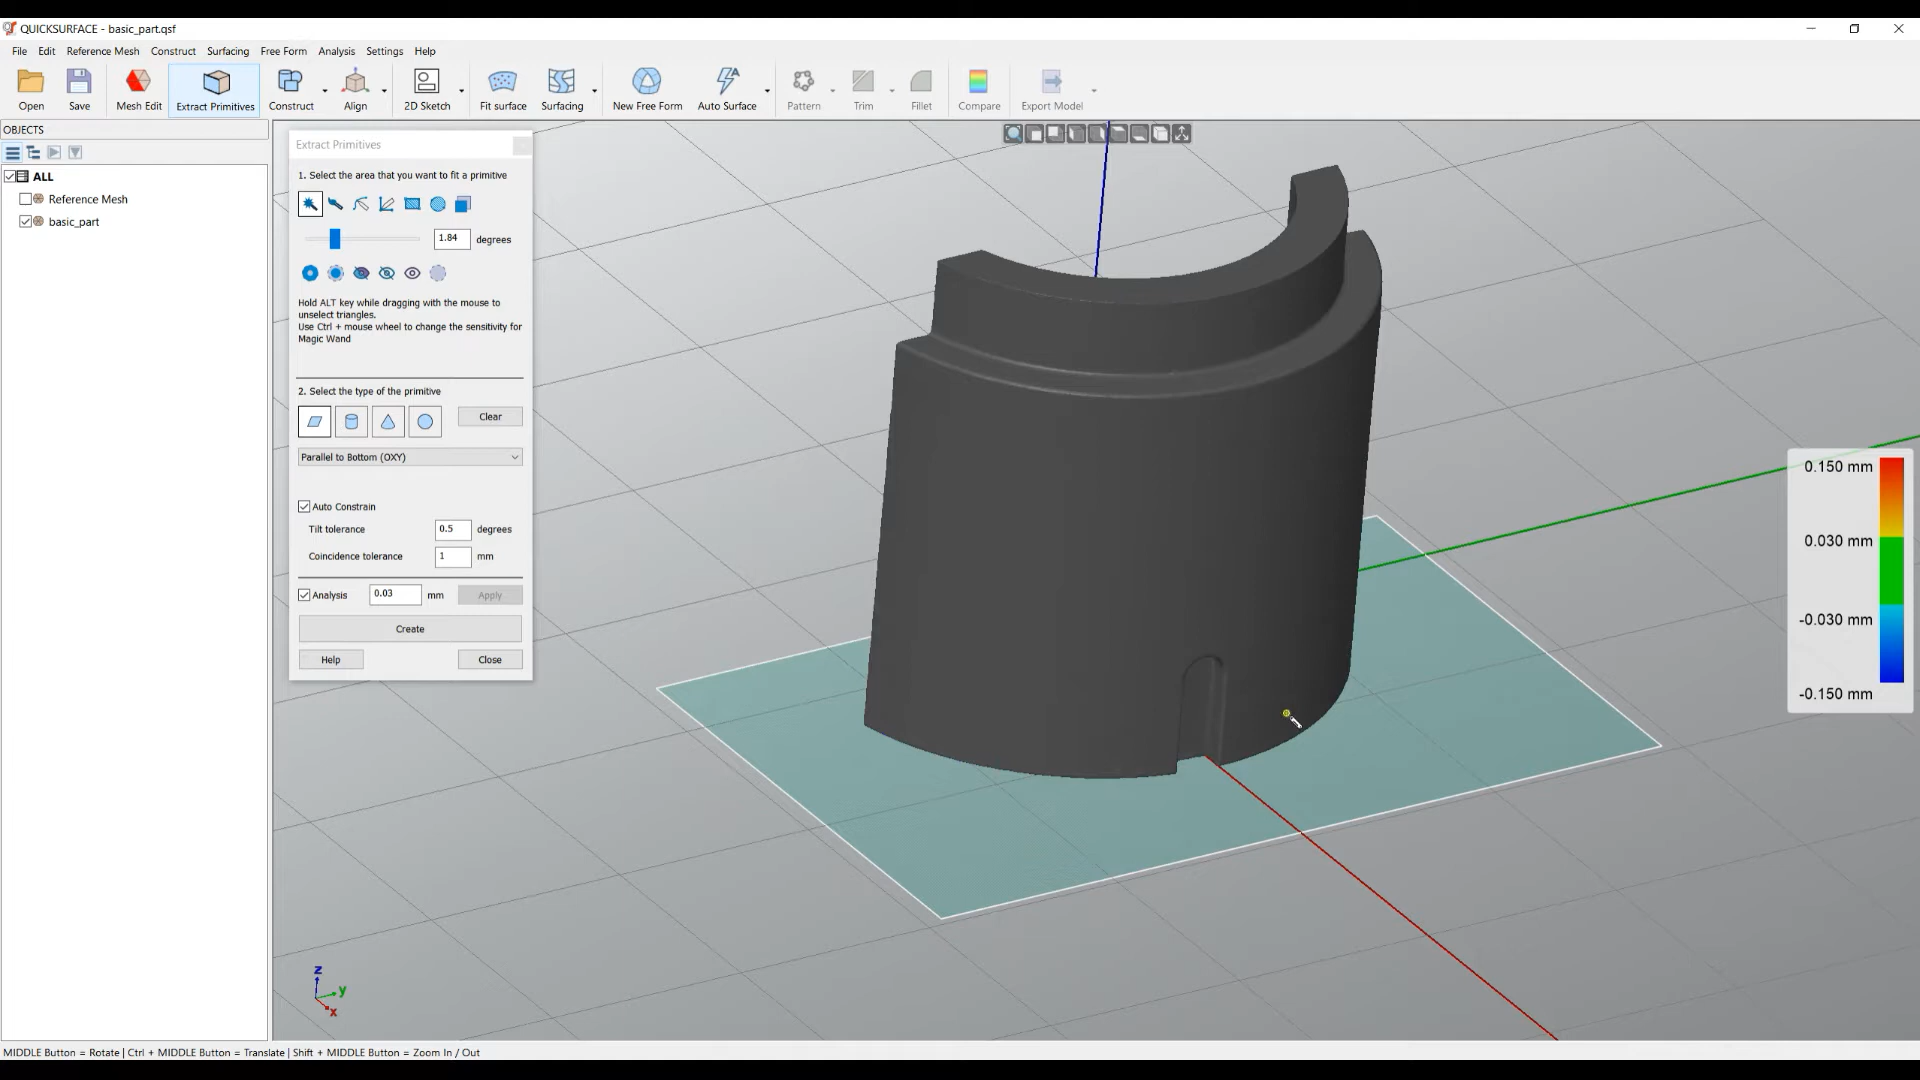 QUICKSURFACE - basic_part.qsf
File Edit Reference Mesh Construct Surfacing Free Form Analysis Settings Help
Open Save Mesh Edit Extract Primitives Construct Align 2D Sketch Fit surface Surfacing New Free Form Auto Surface Pattern Trim Fillet Compare Export Model
OBJECTS
ALL
Reference Mesh
basic_part
Extract Primitives
1. Select the area that you want to fit a primitive
1.84 degrees
Hold ALT key while dragging with the mouse to
unselect triangles.
Use Ctrl + mouse wheel to change the sensitivity for
Magic Wand
2. Select the type of the primitive
Clear
Parallel to Bottom (OXY)
Auto Constrain
Tilt tolerance 0.5 degrees
Coincidence tolerance 1 mm
Analysis 0.03 mm Apply
Create
Help Close
0.150 mm
0.030 mm
-0.030 mm
-0.150 mm
z
y
x
MIDDLE Button = Rotate | Ctrl + MIDDLE Button = Translate | Shift + MIDDLE Button = Zoom In / Out